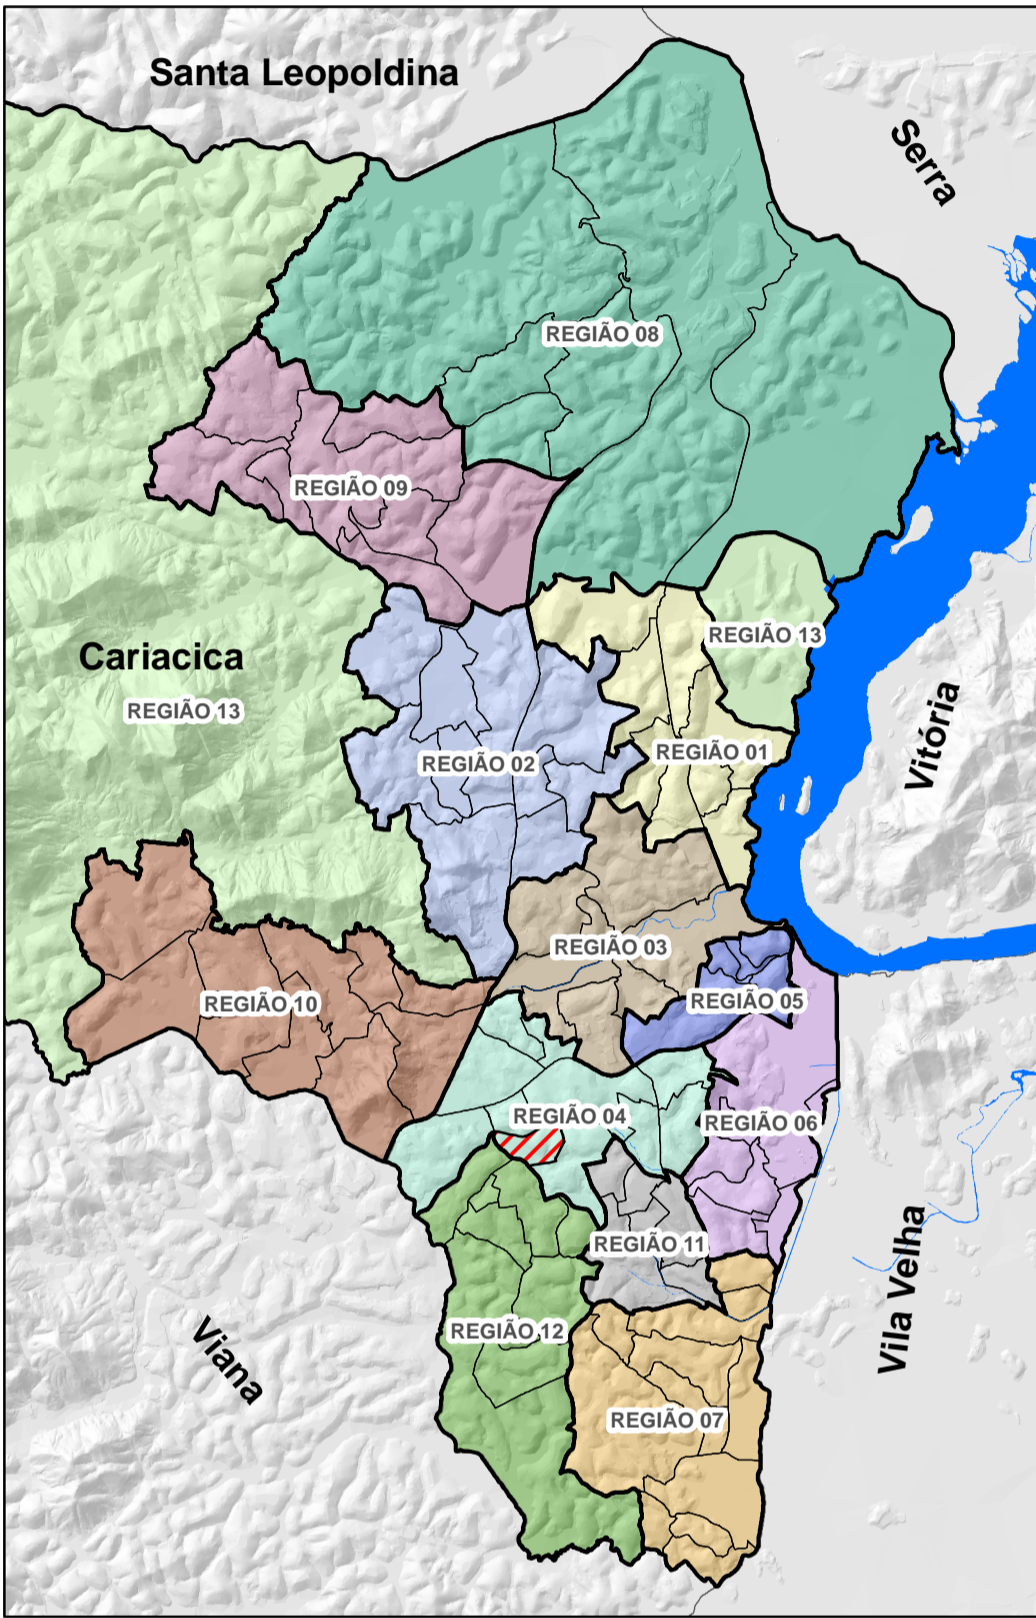 Santa Leopoldina
Serra
REGIÃO 08
REGIÃO 09
REGIÃO 13
Cariacica
REGIÃO 13
Vitória
REGIÃO 01
REGIÃO 02
REGIÃO 03
REGIÃO 05
REGIÃO 10
REGIÃO 04
REGIÃO 06
REGIÃO 11
Vila Velha
REGIÃO 12
Viana
REGIÃO 07